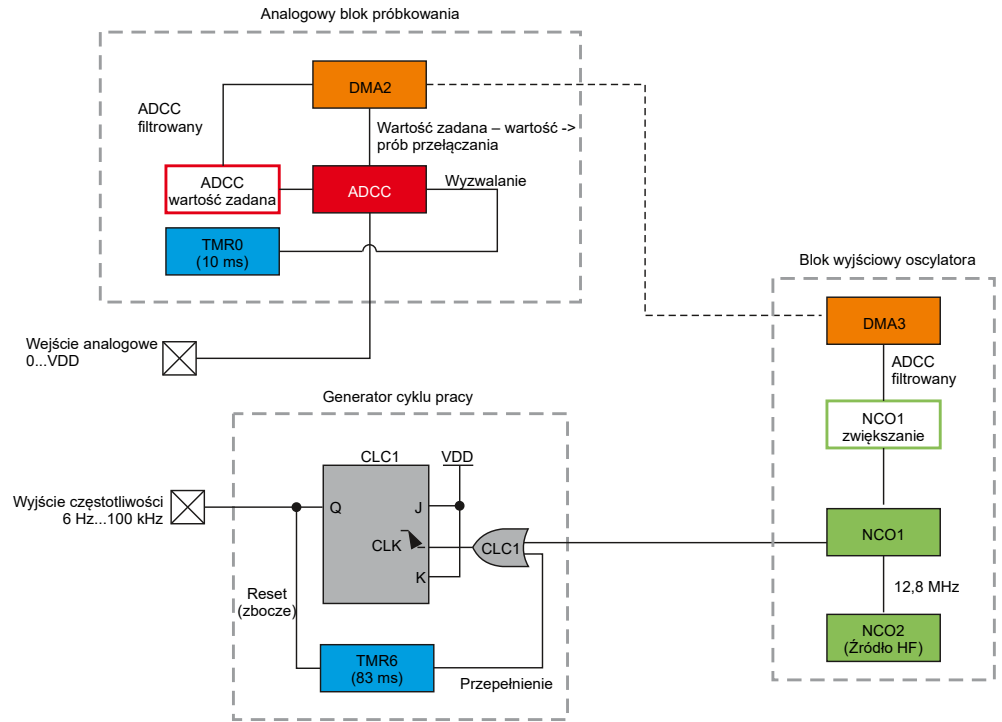 Analogowy blok próbkowania
DMA2
ADCC
filtrowany
Wartość zadana – wartość ->
prób przełączania
ADCC
wartość zadana
ADCC
Wyzwalanie
TMR0
(10 ms)
Wejście analogowe
0...VDD
Blok wyjściowy oscylatora
DMA3
ADCC
filtrowany
NCO1
zwiększanie
NCO1
12,8 MHz
NCO2
(Źródło HF)
Generator cyklu pracy
CLC1
VDD
Wyjście częstotliwości
6 Hz...100 kHz
Q
J
CLK
K
CLC1
Reset
(zbocze)
TMR6
(83 ms)
Przepełnienie